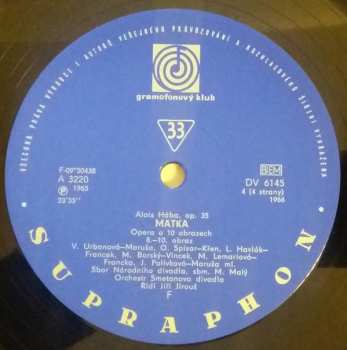 VŠECHNA PRÁVA VÝROBCE I AUTORŮ VEŘEJNÉHO PROVOZOVÁNÍ A ROZHLASOVÉHO ŠÍŘENÍ VYHRAZENA
gramofonový klub
33
F-09*20438
A 3220
Ⓟ 1965
23'35''
BIEM
DV 6145
4 (4 strany)
1966
Alois Hába, op. 35
MATKA
Opera o 10 obrazech
8.-10. obraz
V. Urbanová-Maruša, O. Spisar-Křen, L. Havlák-
Francek, M. Borský-Vincek, M. Lemariová-
Francka, J. Palivková-Maruša ml.
Sbor Národního divadla, sbm. M. Malý
Orchestr Smetanova divadla
Řídí Jiří Jirouš
F
SUPRAPHON